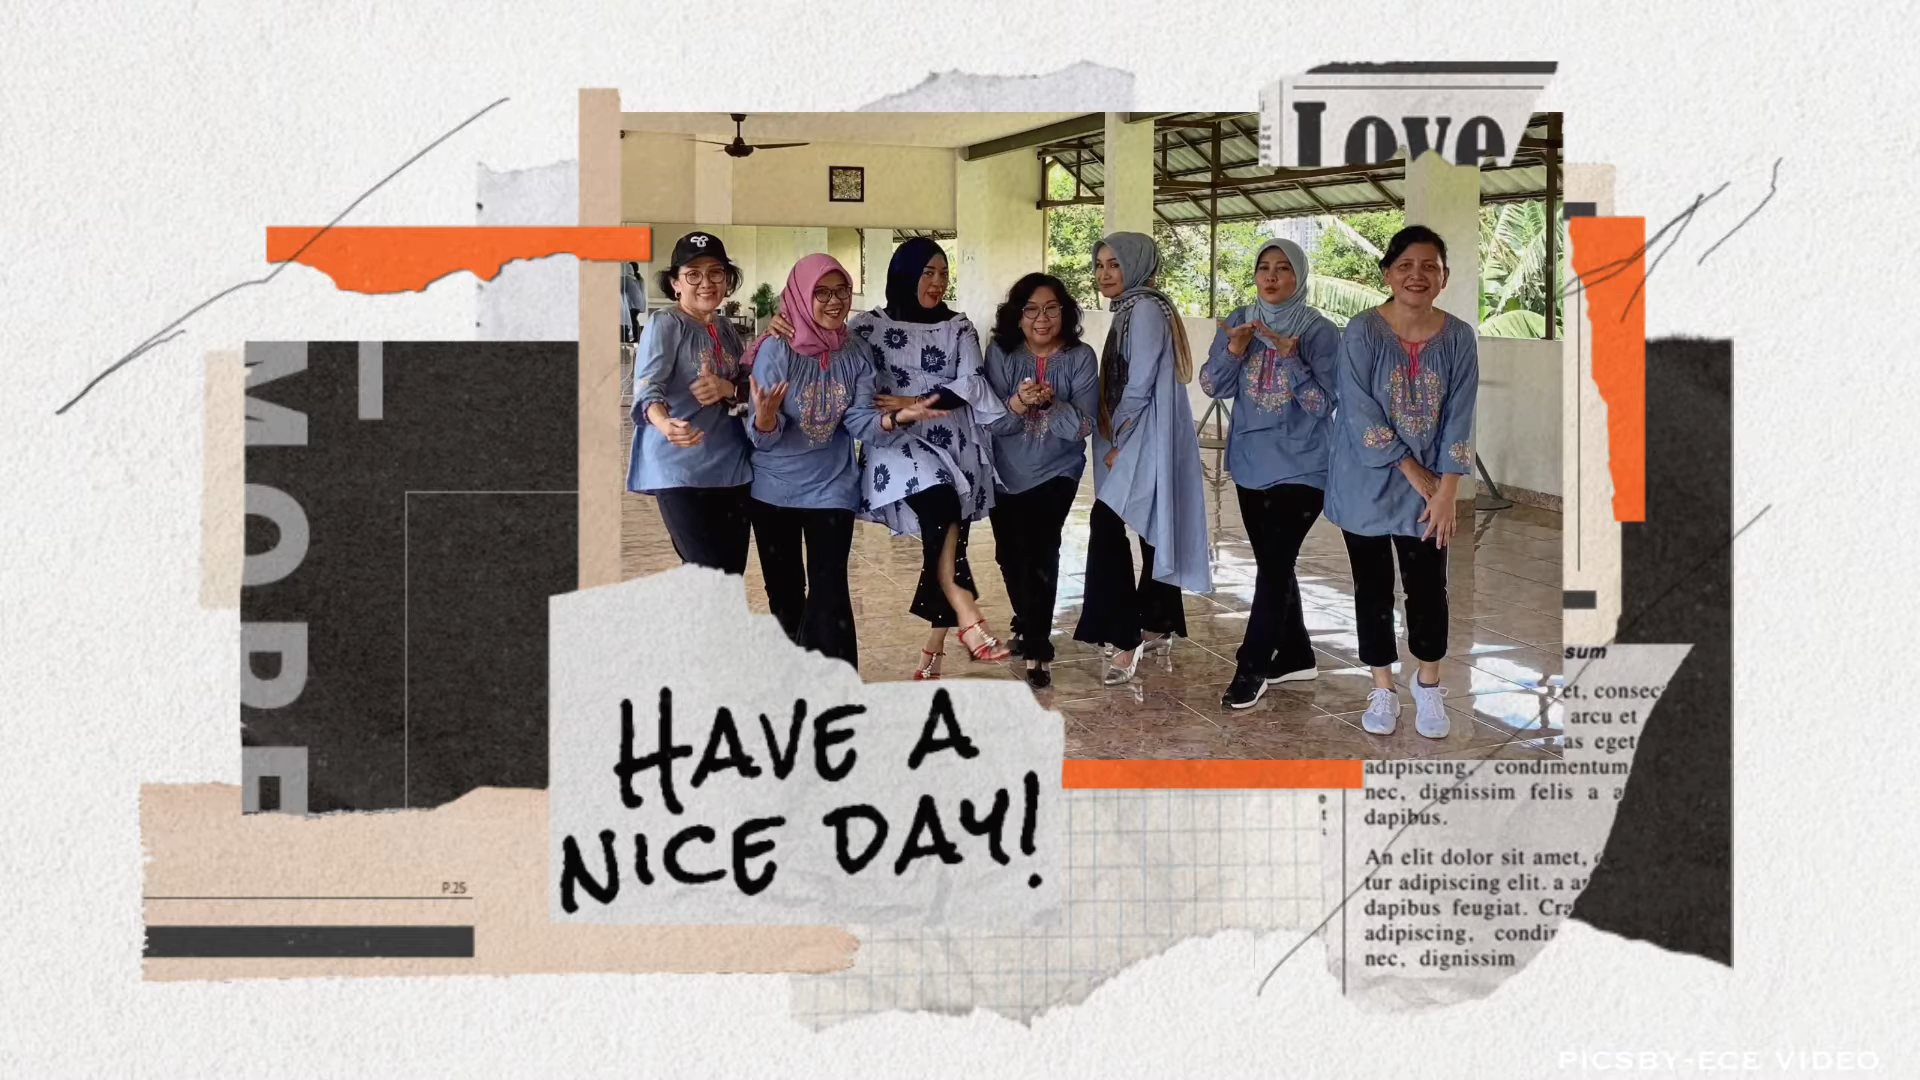 Love
MORE
HAVE A
NICE DAY!
P.25
sum
et, consec
arcu et
as eget
adipiscing, condimentum
nec, dignissim felis a a
dapibus.
An elit dolor sit amet,
tur adipiscing elit. a a
dapibus feugiat. Cra
adipiscing, condi
nec, dignissim
PICSBY-ECE VIDEO